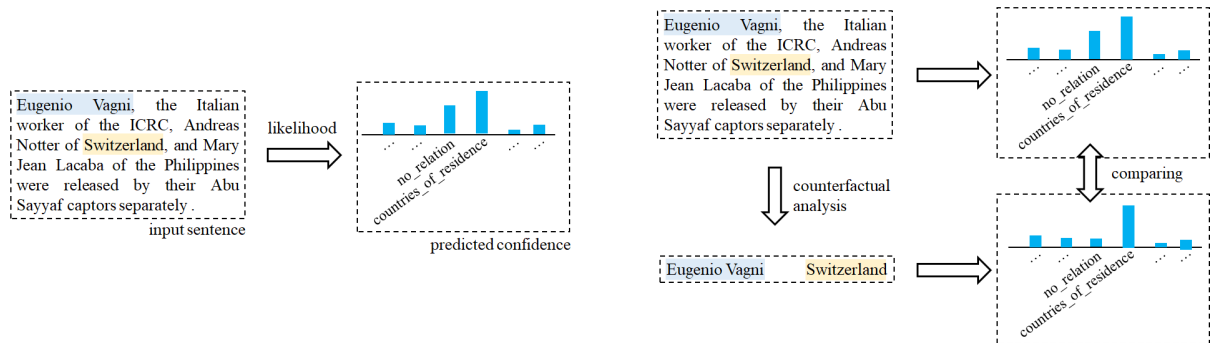 Eugenio Vagni, the Italian
worker of the ICRC, Andreas
Notter of Switzerland, and Mary
Jean Lacaba of the Philippines
were released by their Abu
Sayyaf captors separately .
input sentence
likelihood
...
...
no_relation
countries_of_residence
...
...
predicted confidence
Eugenio Vagni, the Italian
worker of the ICRC, Andreas
Notter of Switzerland, and Mary
Jean Lacaba of the Philippines
were released by their Abu
Sayyaf captors separately .
...
...
no_relation
countries_of_residence
...
...
counterfactual
analysis
comparing
Eugenio Vagni Switzerland
...
...
no_relation
countries_of_residence
...
...